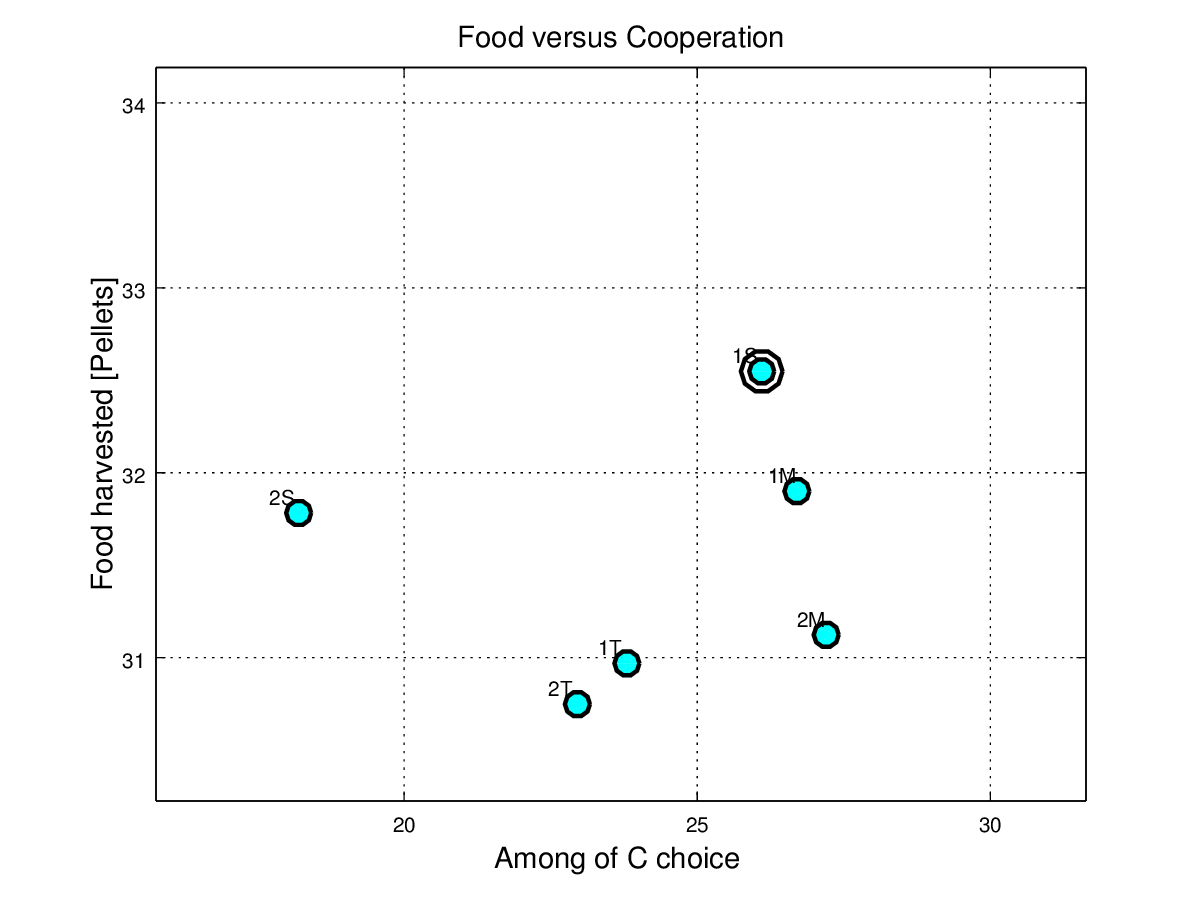 Food versus Cooperation
34
33
32
31
Food harvested [Pellets]
1S
1M
2S
2M
1T
2T
20
25
30
Among of C choice